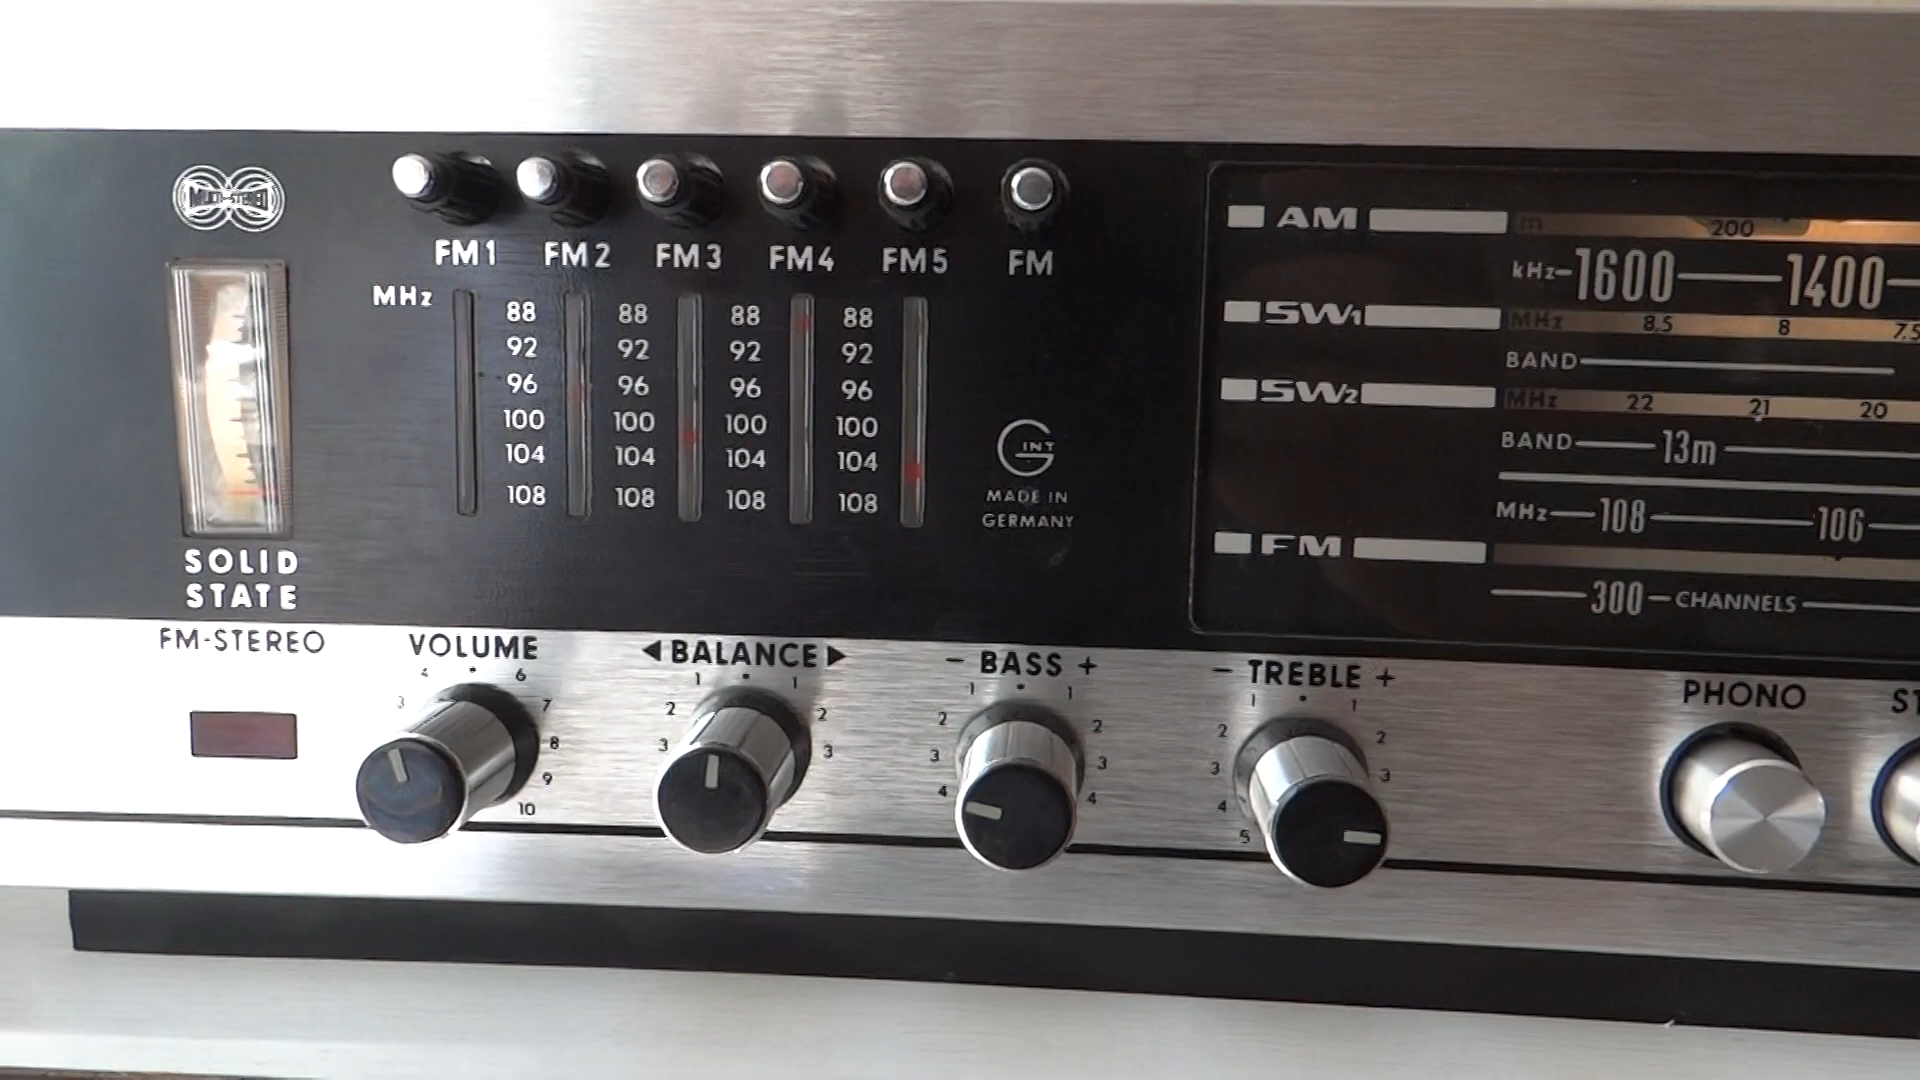 MULTI-STEREO
FM1 FM2 FM3 FM4 FM5 FM
MHz
88 88 88 88
92 92 92 92
96 96 96 96
100 100 100 100
104 104 104 104
108 108 108 108
SOLID
STATE
G INT
MADE IN
GERMANY
AM m 200
kHz 1600 1400
SW1 MHz 8,5 8 7,5
BAND
SW2 MHz 22 21 20
BAND 13m
MHz 108 106
FM
300 CHANNELS
FM-STEREO
VOLUME
3 4 6 7 8 9 10
BALANCE
3 2 1 1 2 3
- BASS +
4 3 2 1 1 2 3 4
- TREBLE +
5 4 3 2 1 1 2 3
PHONO
ST